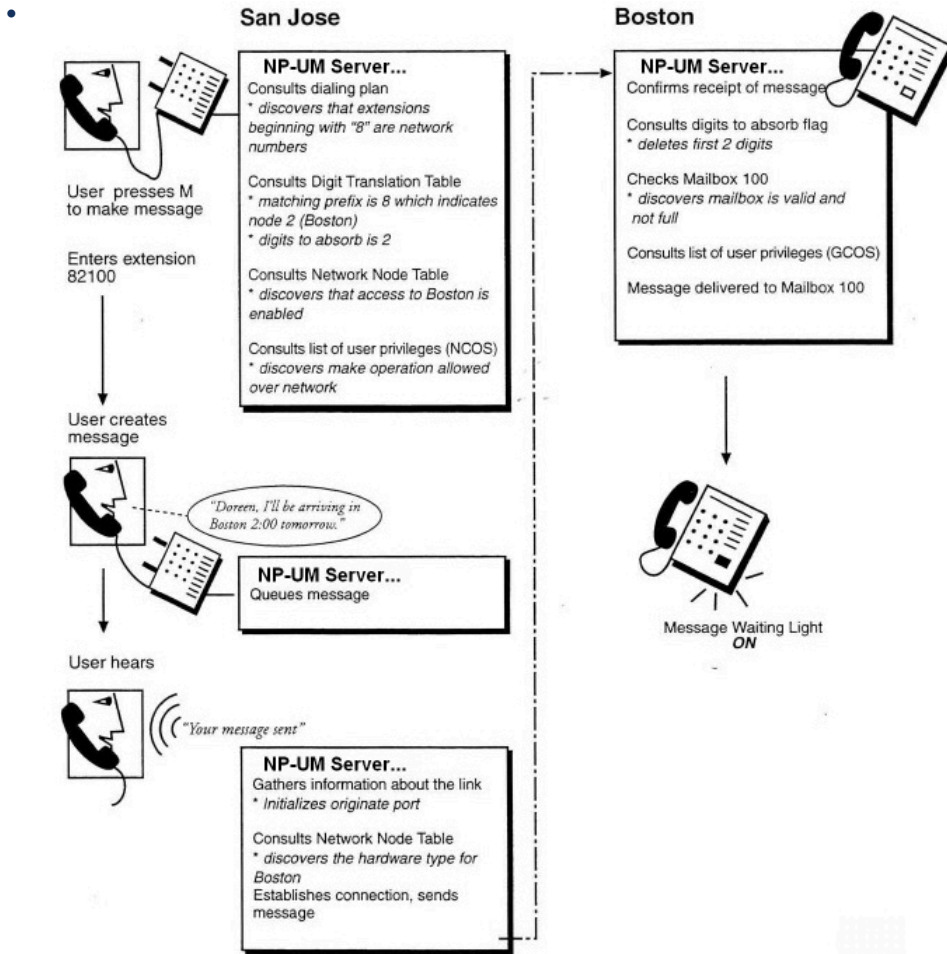 San Jose
User presses M
to make message
Enters extension
82100
NP-UM Server...
Consults dialing plan
* discovers that extensions
beginning with "8" are network
numbers
Consults Digit Translation Table
* matching prefix is 8 which indicates
node 2 (Boston)
* digits to absorb is 2
Consults Network Node Table
* discovers that access to Boston is
enabled
Consults list of user privileges (NCOS)
* discovers make operation allowed
over network
User creates
message
"Doreen, I'll be arriving in
Boston 2:00 tomorrow."
NP-UM Server...
Queues message
User hears
"Your message sent"
NP-UM Server...
Gathers information about the link
* Initializes originate port
Consults Network Node Table
* discovers the hardware type for
Boston
Establishes connection, sends
message
Boston
NP-UM Server...
Confirms receipt of message
Consults digits to absorb flag
* deletes first 2 digits
Checks Mailbox 100
* discovers mailbox is valid and
not full
Consults list of user privileges (GCOS)
Message delivered to Mailbox 100
Message Waiting Light
ON